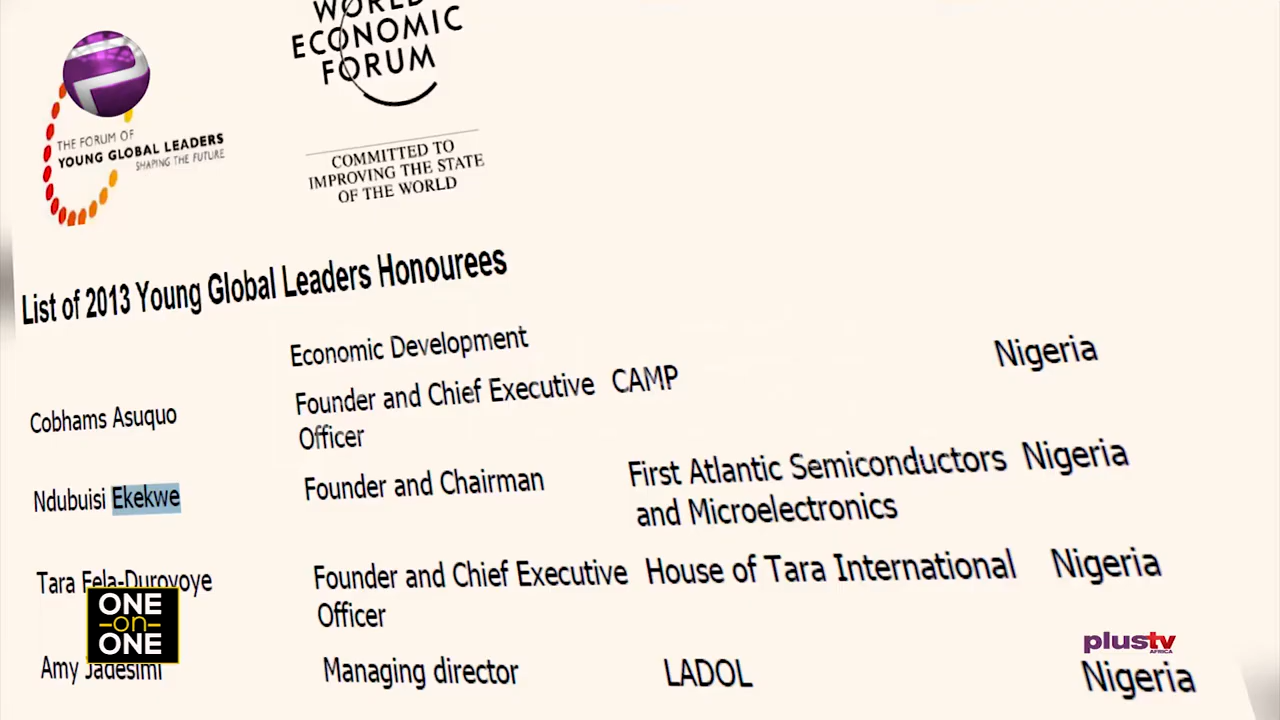 WORLD
ECONOMIC
FORUM
THE FORUM OF
YOUNG GLOBAL LEADERS
SHAPING THE FUTURE
COMMITTED TO
IMPROVING THE STATE
OF THE WORLD
List of 2013 Young Global Leaders Honourees
Economic Development
Nigeria
Cobhams Asuquo
Founder and Chief Executive CAMP
Officer
Ndubuisi Ekekwe
Founder and Chairman
First Atlantic Semiconductors Nigeria
and Microelectronics
Tara Fela-Durovoye
Founder and Chief Executive House of Tara International Nigeria
Officer
Amy Jadesimi
Managing director
LADOL
Nigeria
ONE
on
ONE
plustv
AFRICA